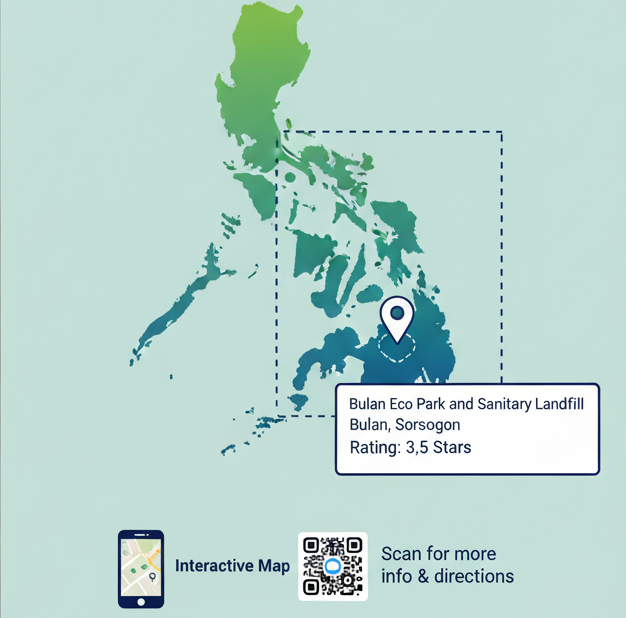 Bulan Eco Park and Sanitary Landfill
Bulan, Sorsogon
Rating: 3,5 Stars
Interactive Map
Scan for more
info & directions